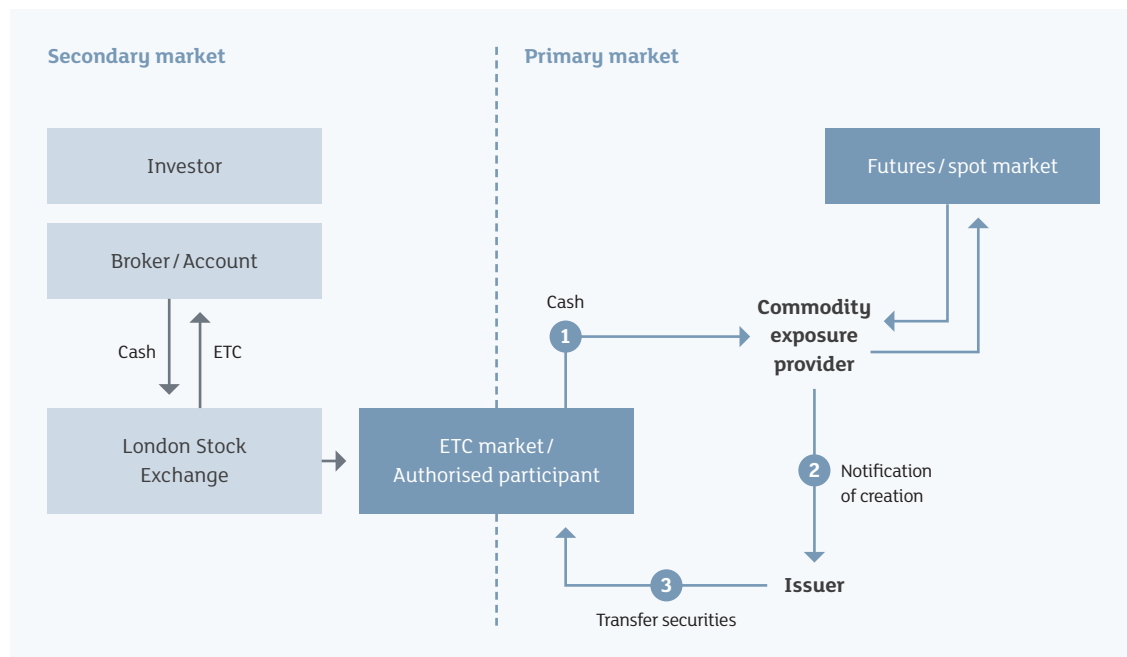 Secondary market
Primary market
Investor
Futures/spot market
Broker/Account
Cash
ETC
Cash
1
Commodity
exposure
provider
London Stock
Exchange
ETC market/
Authorised participant
2
Notification
of creation
3
Issuer
Transfer securities